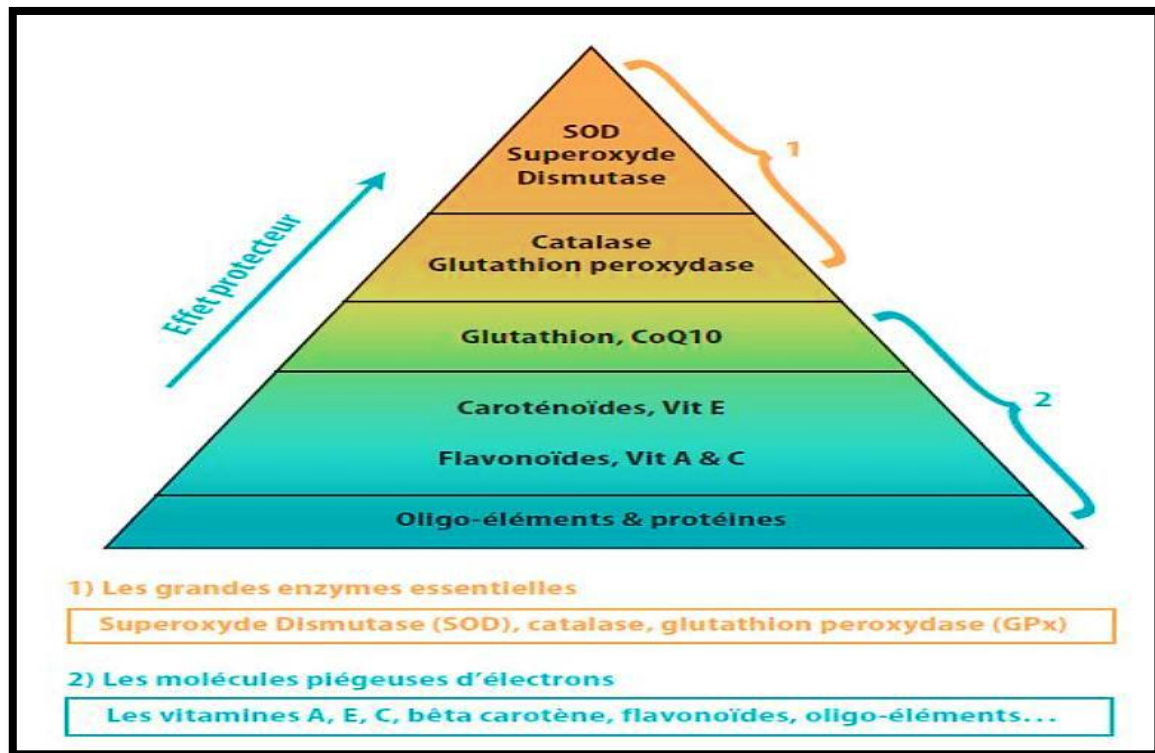 SOD
Superoxyde
Dismutase
1
Catalase
Glutathion peroxydase
Effet protecteur
Glutathion, CoQ10
Caroténoïdes, Vit E
2
Flavonoïdes, Vit A & C
Oligo-éléments & protéines
1) Les grandes enzymes essentielles
Superoxyde Dismutase (SOD), catalase, glutathion peroxydase (GPx)
2) Les molécules piégeuses d'électrons
Les vitamines A, E, C, bêta carotène, flavonoïdes, oligo-éléments...